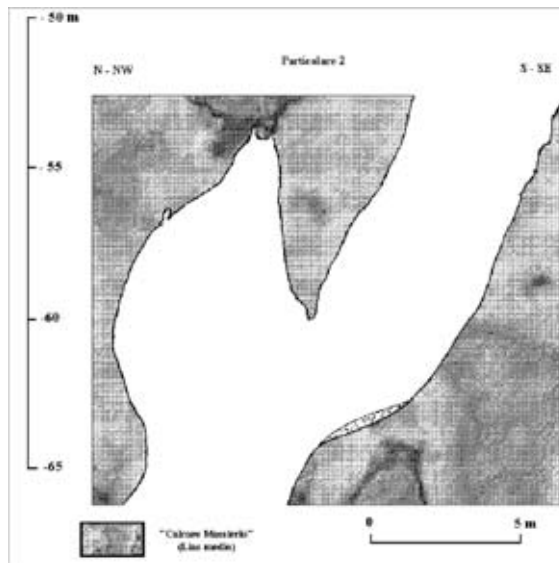 - 50 m
Particolare 2
N - NW
S - SE
- 55
- 60
- 65
"Calcare Massiccio"
(Lias medio)
0
5 m